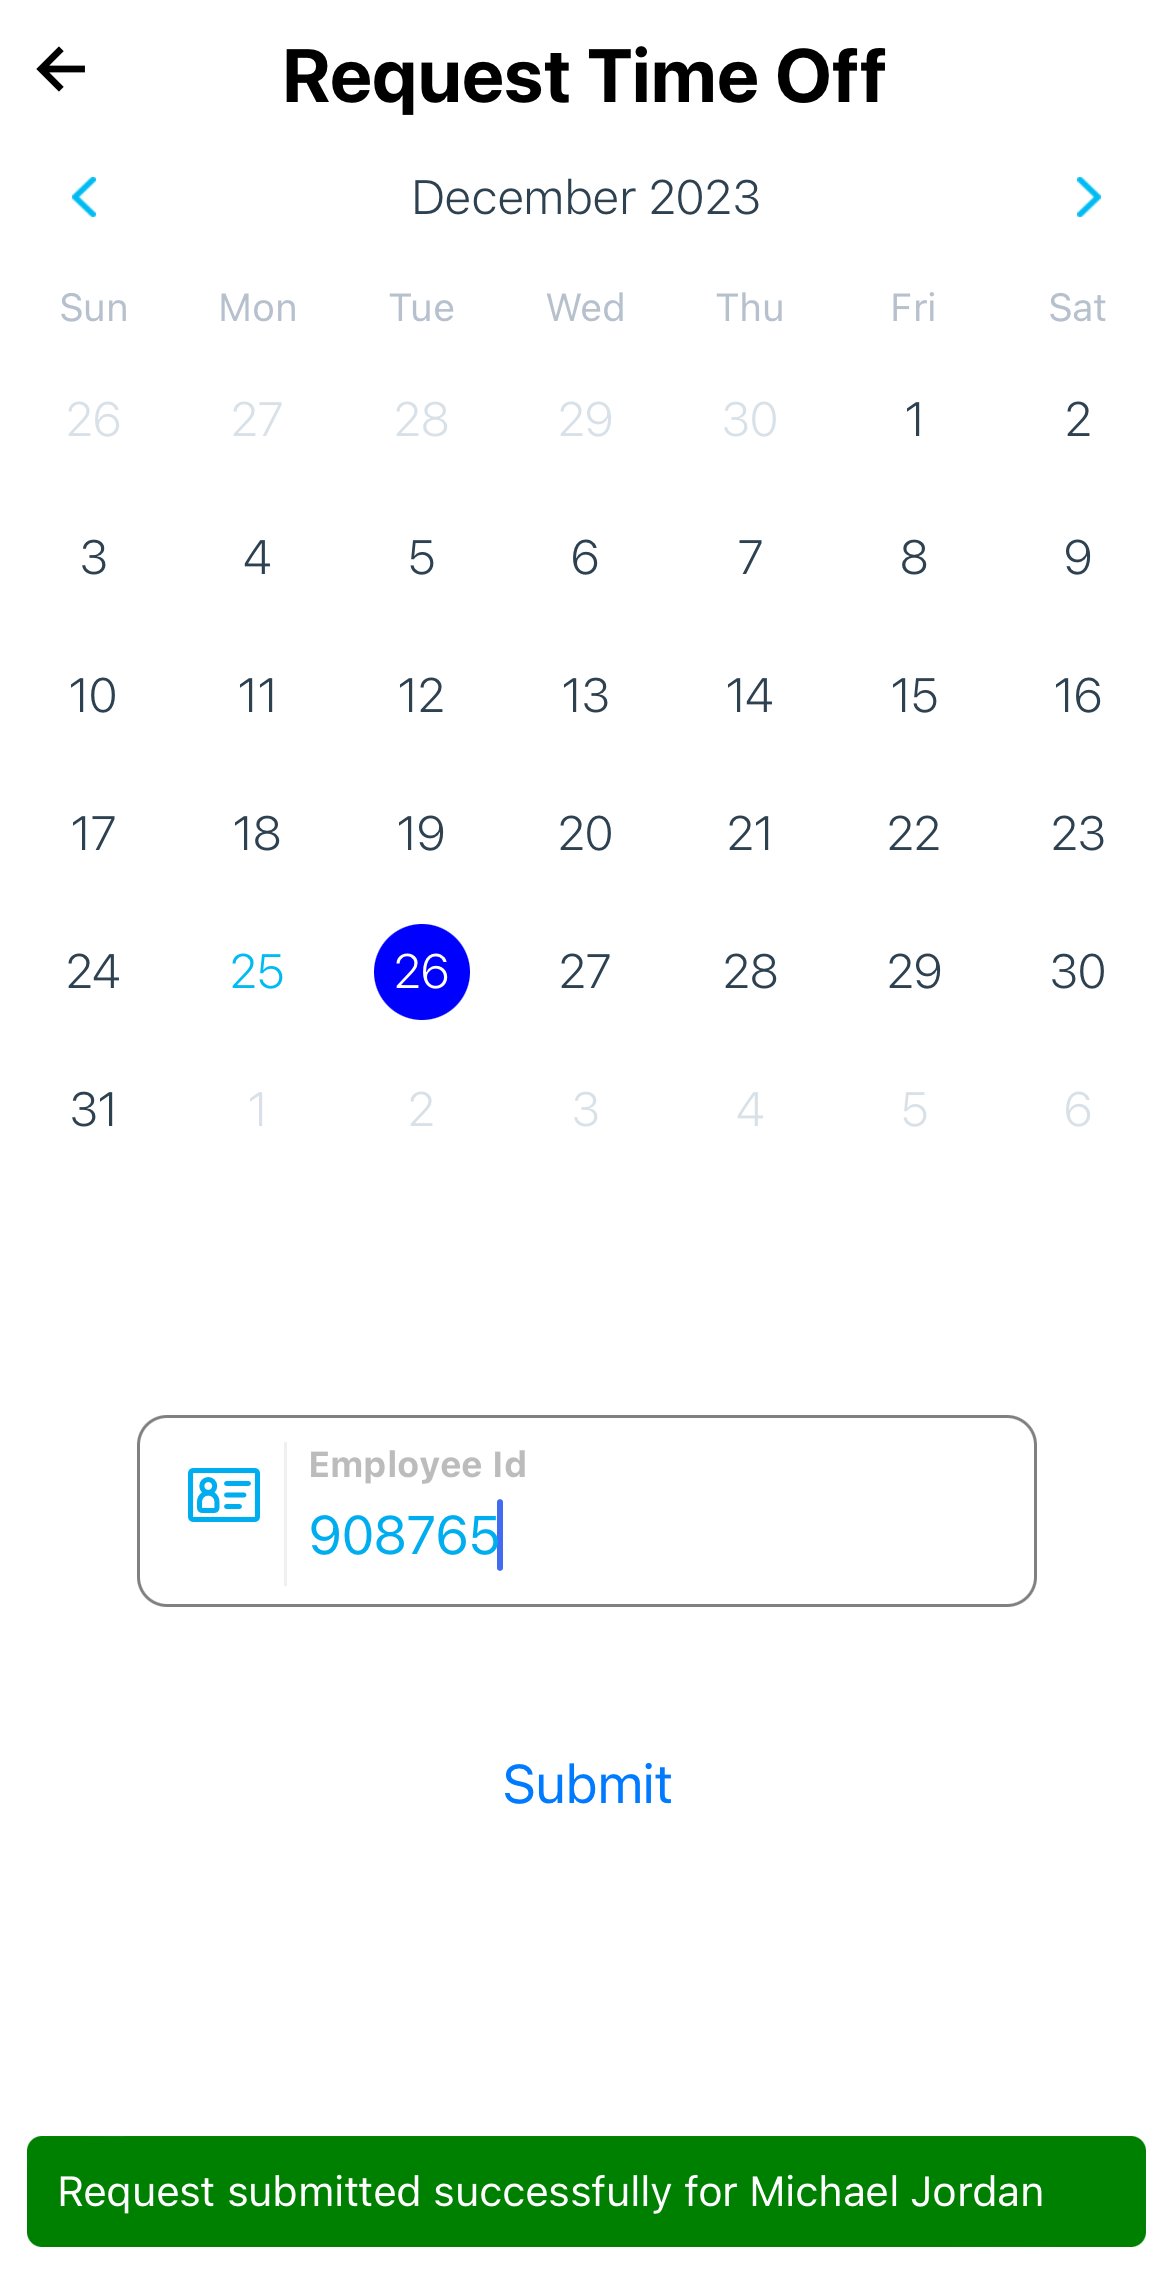 Request Time Off
December 2023
Sun Mon Tue Wed Thu Fri Sat
26 27 28 29 30 1 2
3 4 5 6 7 8 9
10 11 12 13 14 15 16
17 18 19 20 21 22 23
24 25 26 27 28 29 30
31 1 2 3 4 5 6
Employee Id
908765
Submit
Request submitted successfully for Michael Jordan